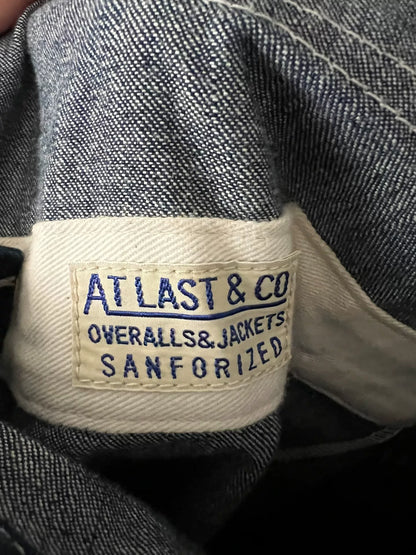 AT LAST & CO
OVERALLS & JACKETS
SANFORIZED